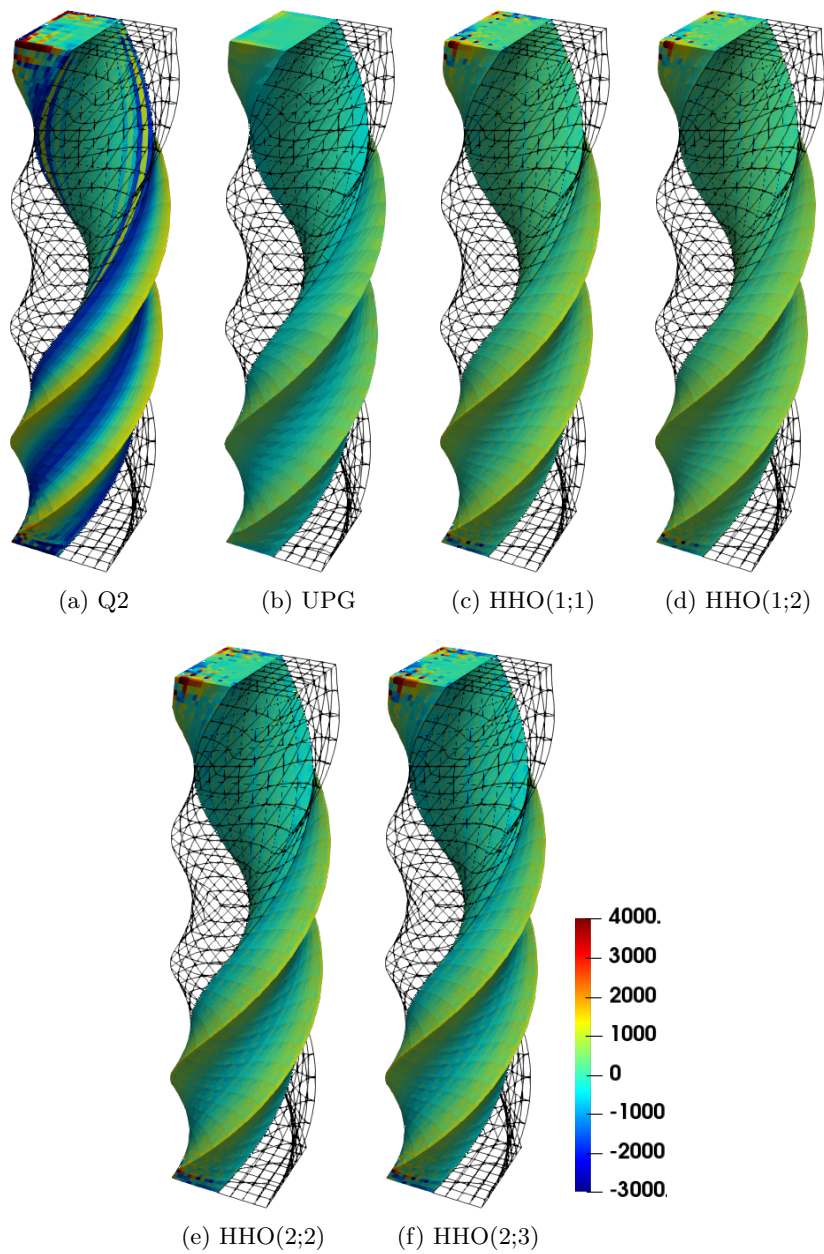 (a) Q2
(b) UPG
(c) HHO(1;1)
(d) HHO(1;2)
4000.
3000
2000
1000
0
-1000
-2000
-3000.
(e) HHO(2;2)
(f) HHO(2;3)